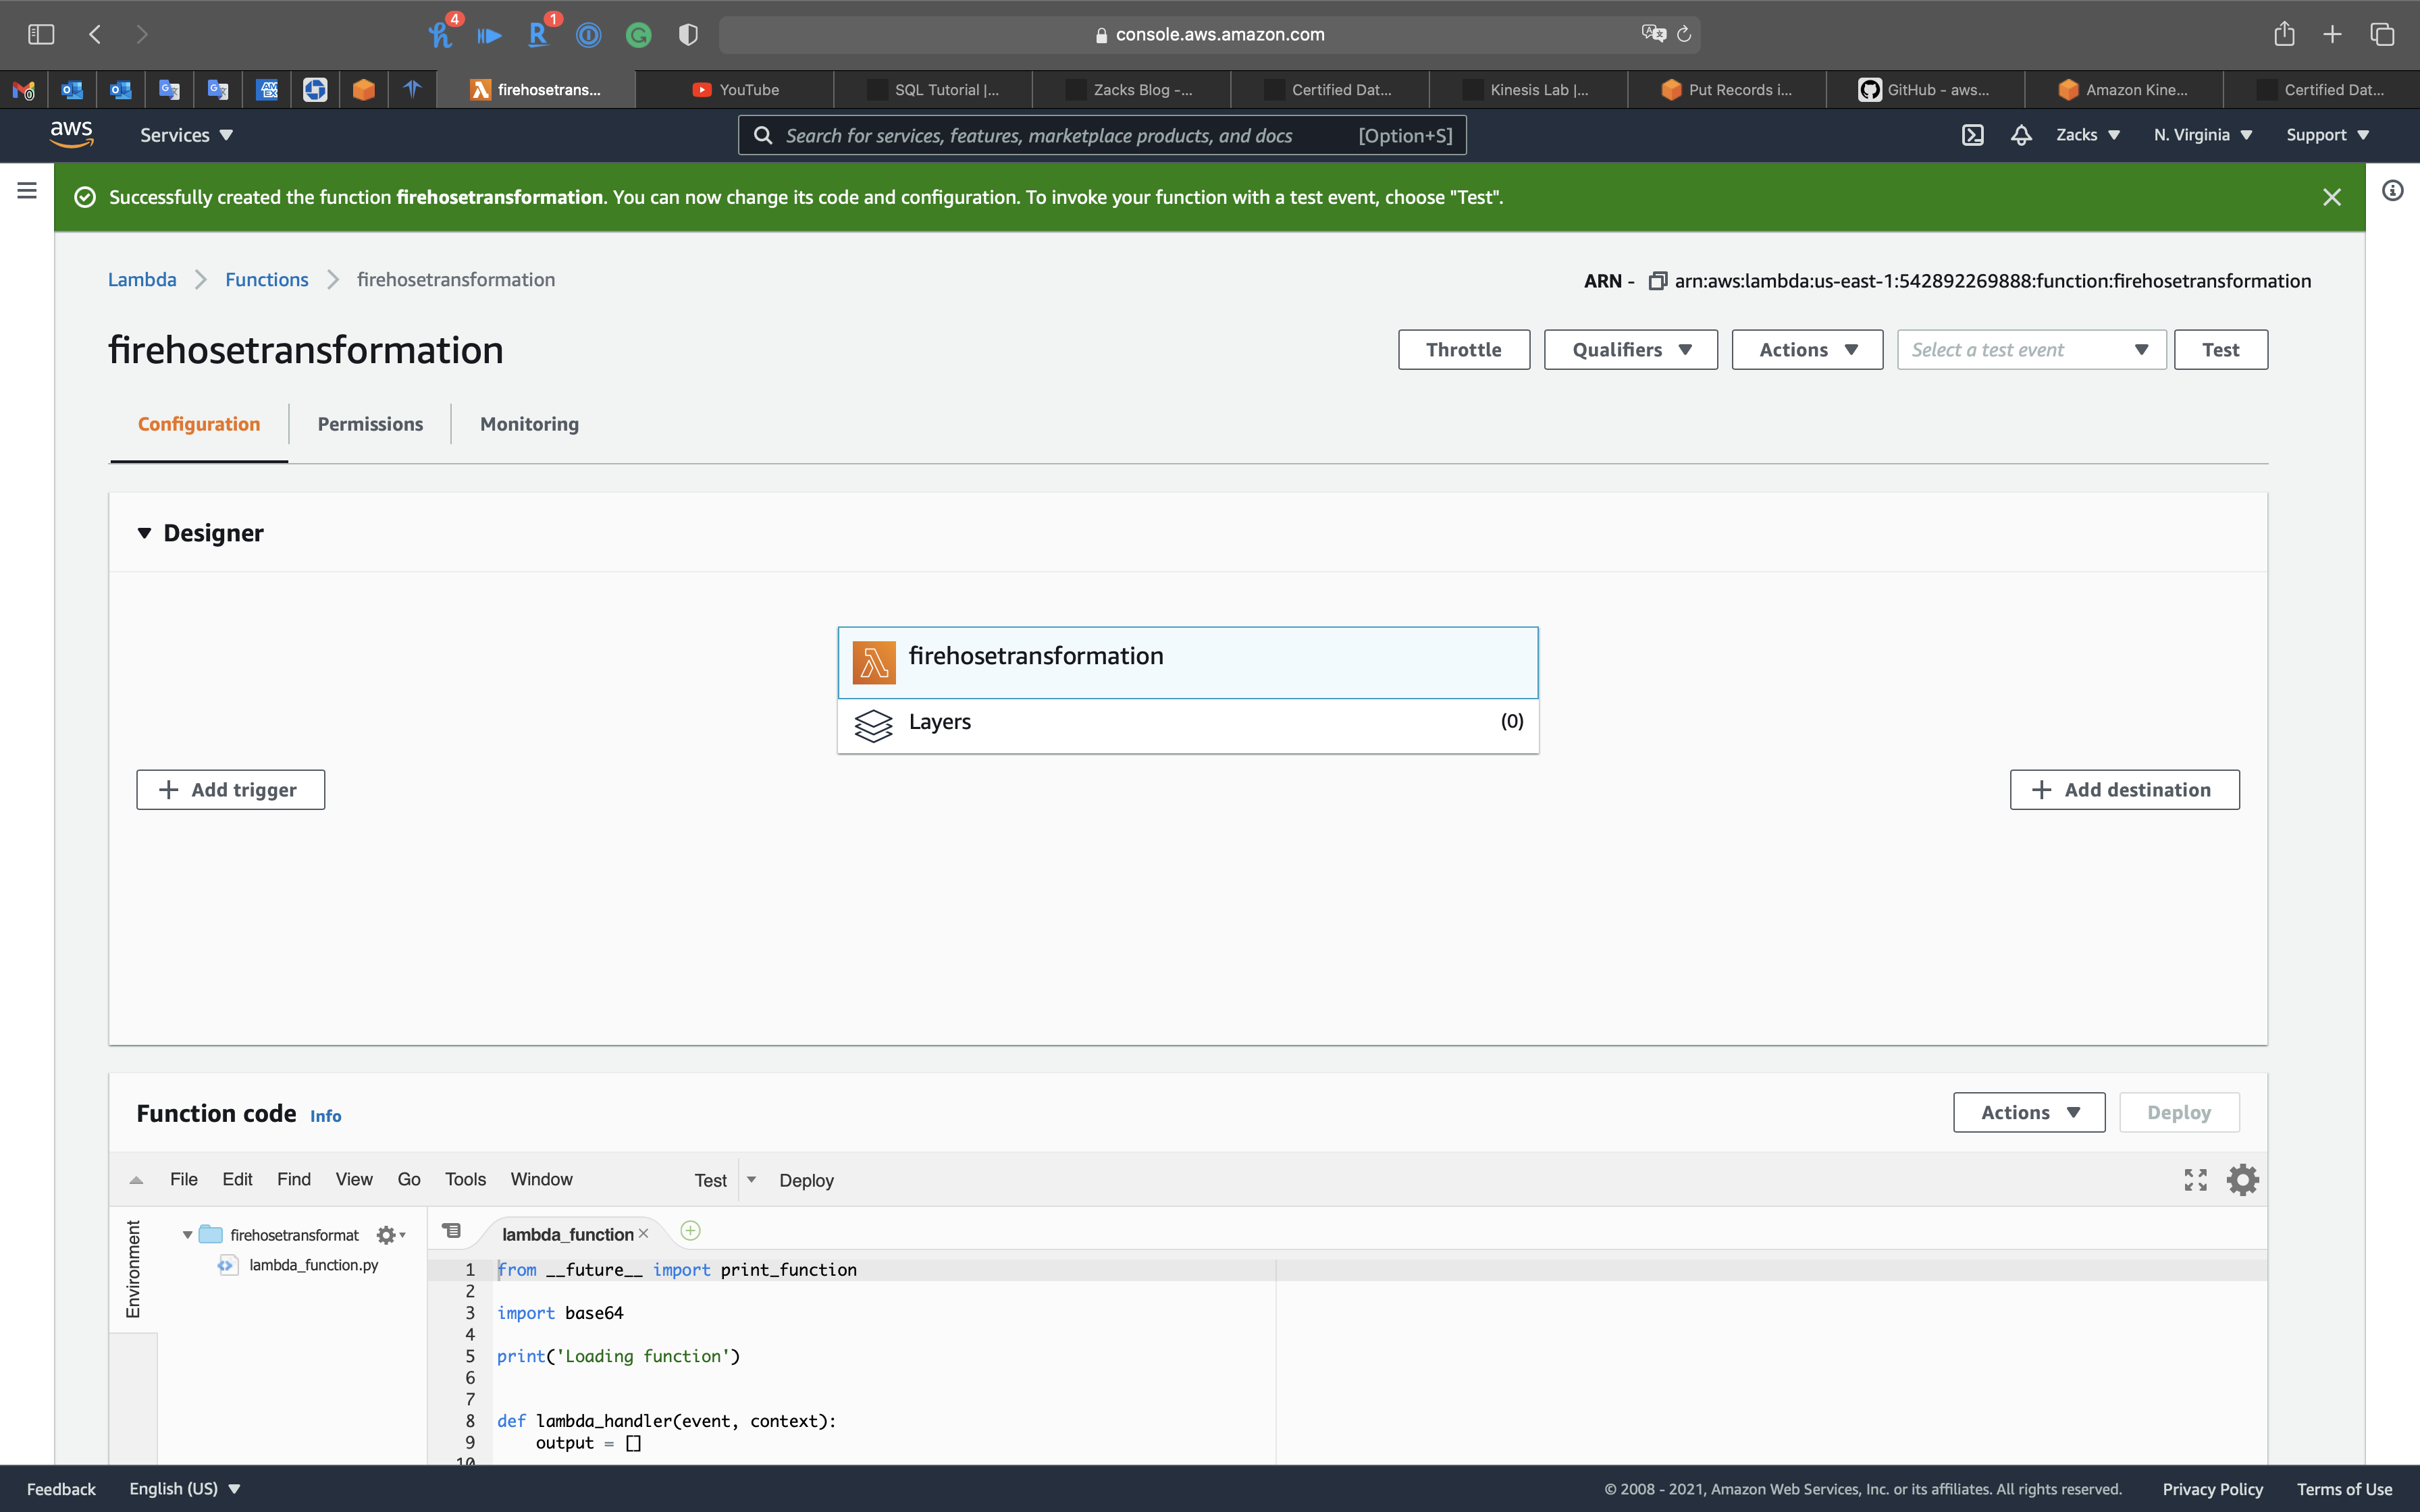 4
1
console.aws.amazon.com
firehosetrans...
YouTube
SQL Tutorial |...
Zacks Blog -...
Certified Dat...
Kinesis Lab |...
Put Records i...
GitHub - aws...
Amazon Kine...
Certified Dat...
aws
Services
Search for services, features, marketplace products, and docs
[Option+S]
Zacks
N. Virginia
Support
Successfully created the function firehosetransformation. You can now change its code and configuration. To invoke your function with a test event, choose "Test".
Lambda
Functions
firehosetransformation
ARN - arn:aws:lambda:us-east-1:542892269888:function:firehosetransformation
firehosetransformation
Throttle
Qualifiers
Actions
Select a test event
Test
Configuration
Permissions
Monitoring
Designer
firehosetransformation
Layers
(0)
+ Add trigger
+ Add destination
Function code Info
Actions
Deploy
File
Edit
Find
View
Go
Tools
Window
Test
Deploy
Environment
firehosetransformat
lambda_function.py
lambda_function
1 from __future__ import print_function
2
3 import base64
4
5 print('Loading function')
6
7
8 def lambda_handler(event, context):
9 output = []
10
Feedback
English (US)
© 2008 - 2021, Amazon Web Services, Inc. or its affiliates. All rights reserved.
Privacy Policy
Terms of Use